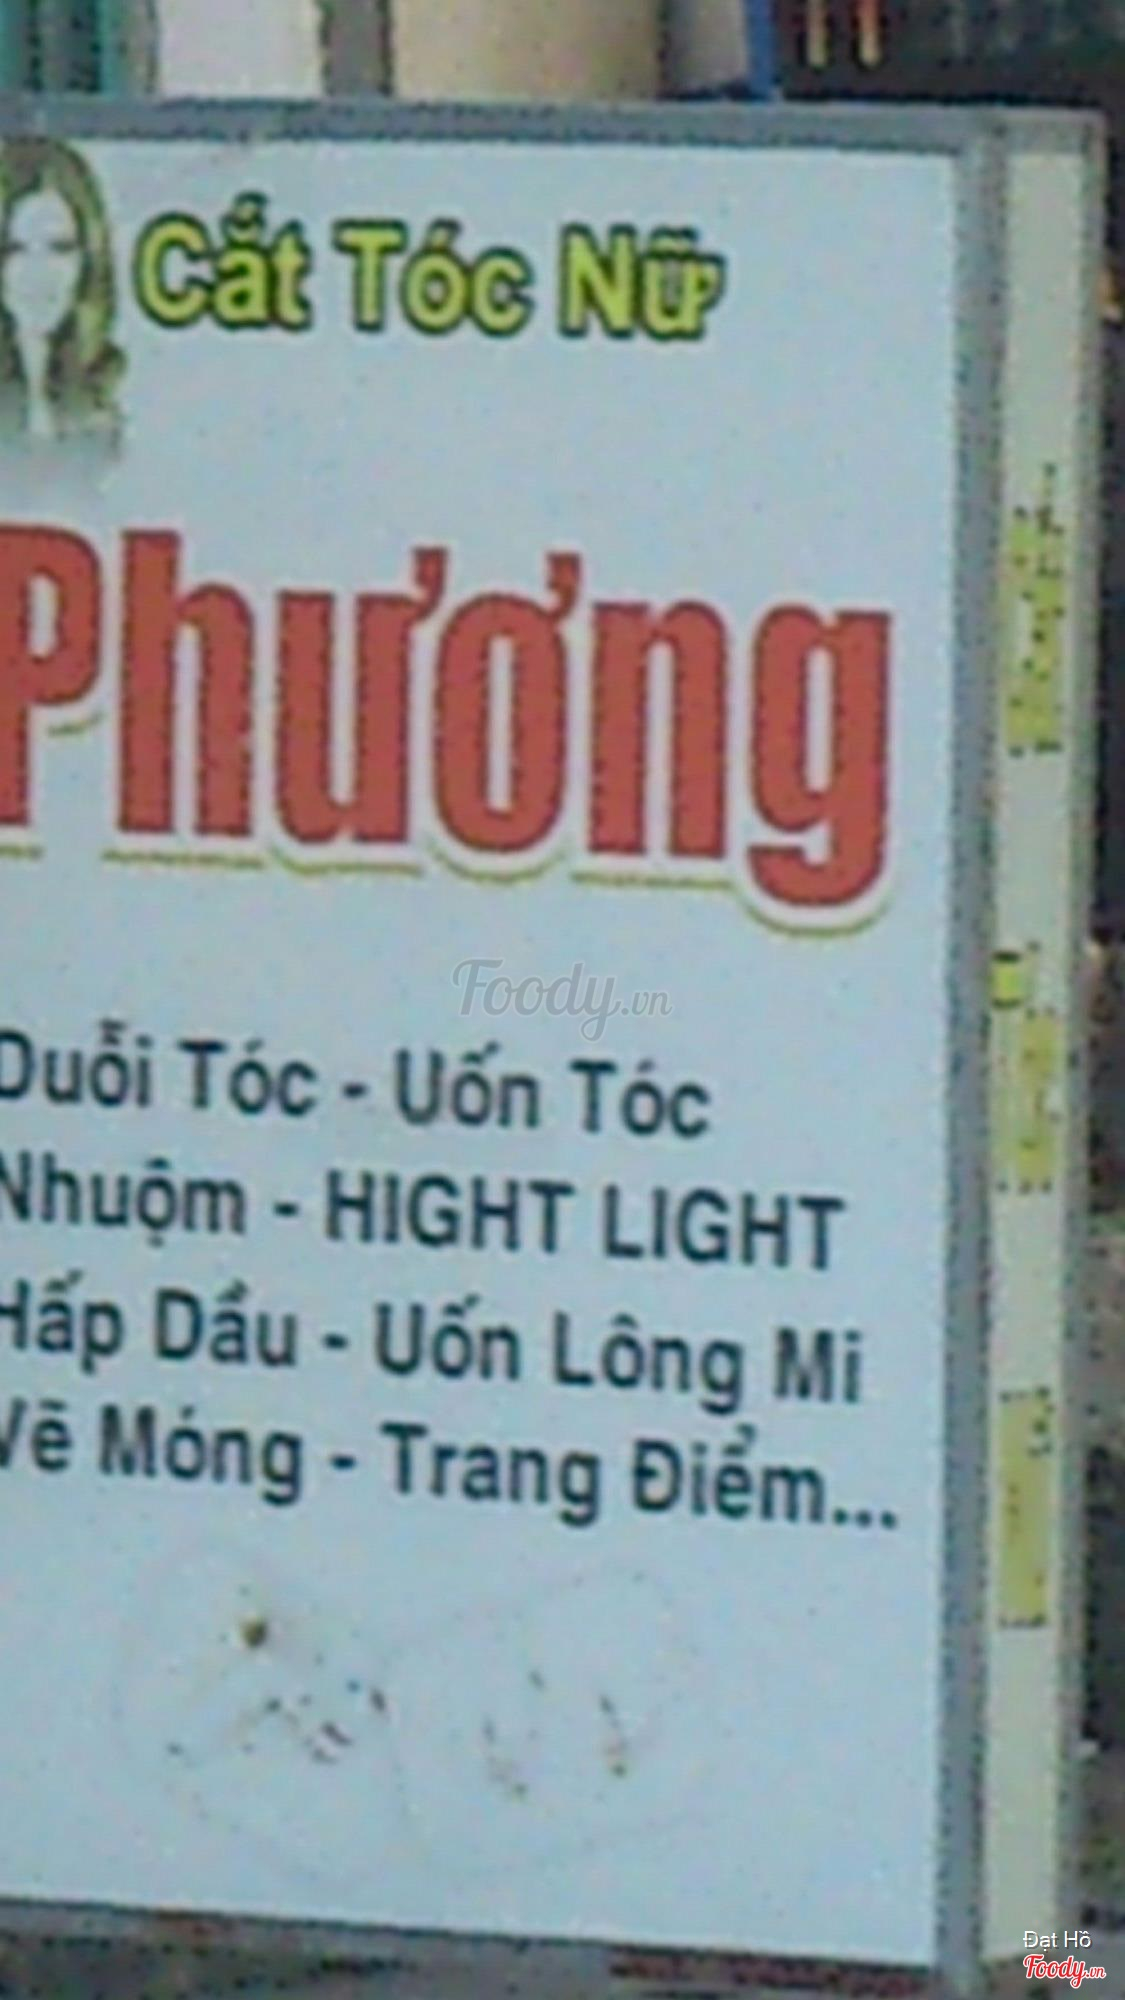 Cắt Tóc Nữ
Phương
Foody.vn
Duỗi Tóc - Uốn Tóc
Nhuộm - HIGHT LIGHT
Hấp Dầu - Uốn Lông Mi
Vẽ Móng - Trang Điểm...
Đạt Hồ
Foody.vn